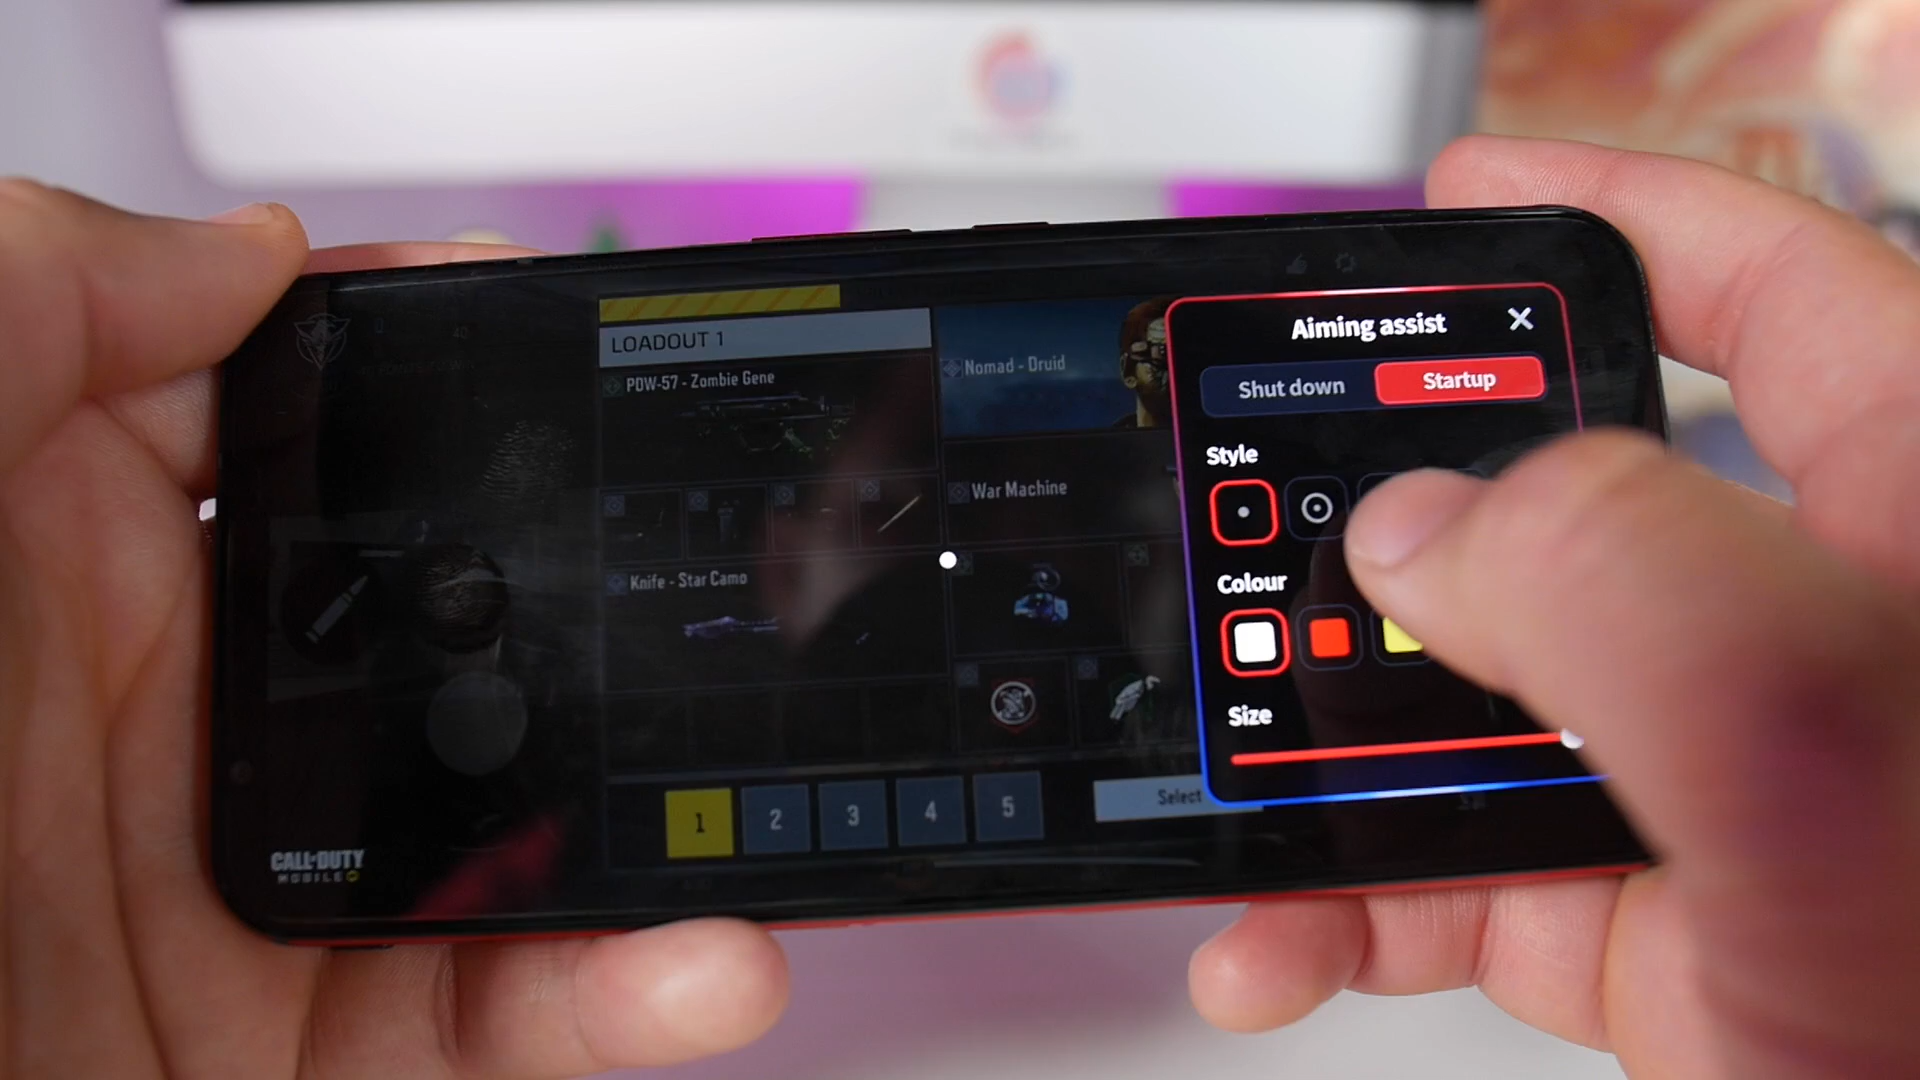 LOADOUT 1
PDW-57 - Zombie Gene
Nomad - Druid
War Machine
Knife - Star Camo
1
2
3
4
5
Select
CALL OF DUTY
MOBILE
Aiming assist
Shut down
Startup
Style
Colour
Size